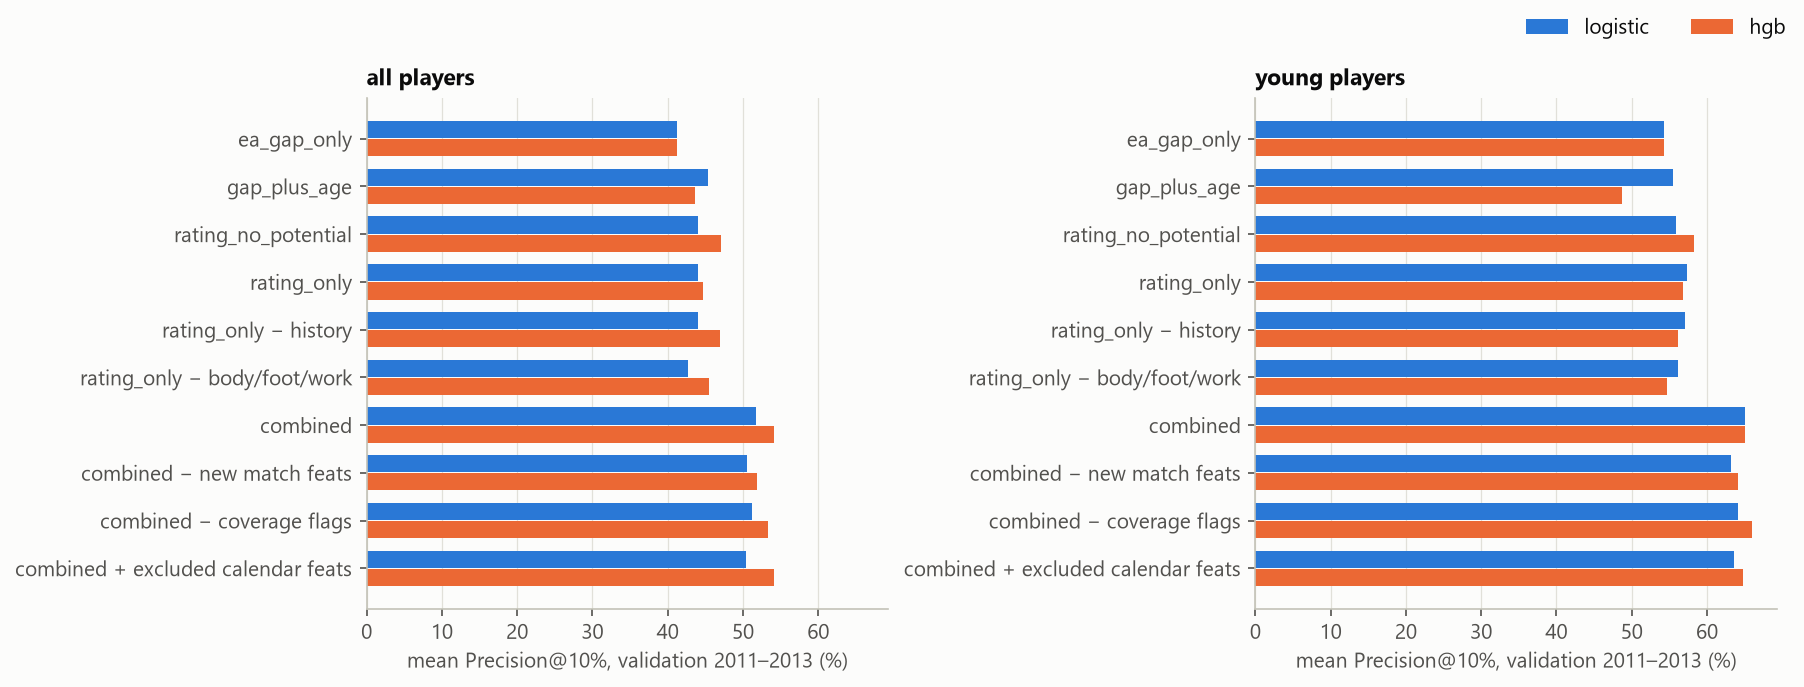 logistic hgb
all players
ea_gap_only
gap_plus_age
rating_no_potential
rating_only
rating_only − history
rating_only − body/foot/work
combined
combined − new match feats
combined − coverage flags
combined + excluded calendar feats
0 10 20 30 40 50 60
mean Precision@10%, validation 2011–2013 (%)
young players
ea_gap_only
gap_plus_age
rating_no_potential
rating_only
rating_only − history
rating_only − body/foot/work
combined
combined − new match feats
combined − coverage flags
combined + excluded calendar feats
0 10 20 30 40 50 60
mean Precision@10%, validation 2011–2013 (%)